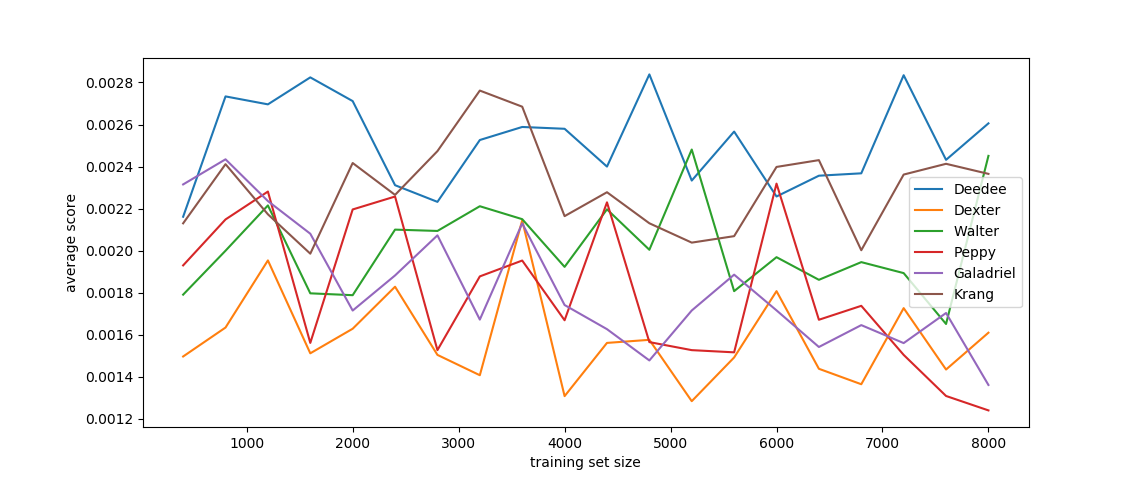 0.0028
0.0026
0.0024
0.0022
0.0020
0.0018
0.0016
0.0014
0.0012
average score
Deedee
Dexter
Walter
Peppy
Galadriel
Krang
1000 2000 3000 4000 5000 6000 7000 8000
training set size